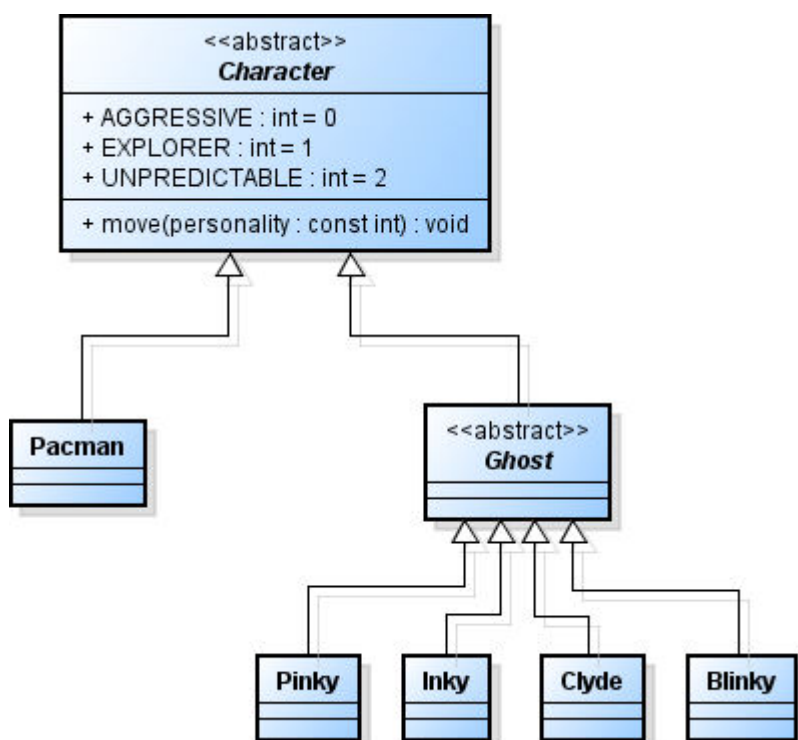 <<abstract>>
Character
+ AGGRESSIVE : int = 0
+ EXPLORER : int = 1
+ UNPREDICTABLE : int = 2
+ move(personality : const int) : void
Pacman
<<abstract>>
Ghost
Pinky
Inky
Clyde
Blinky